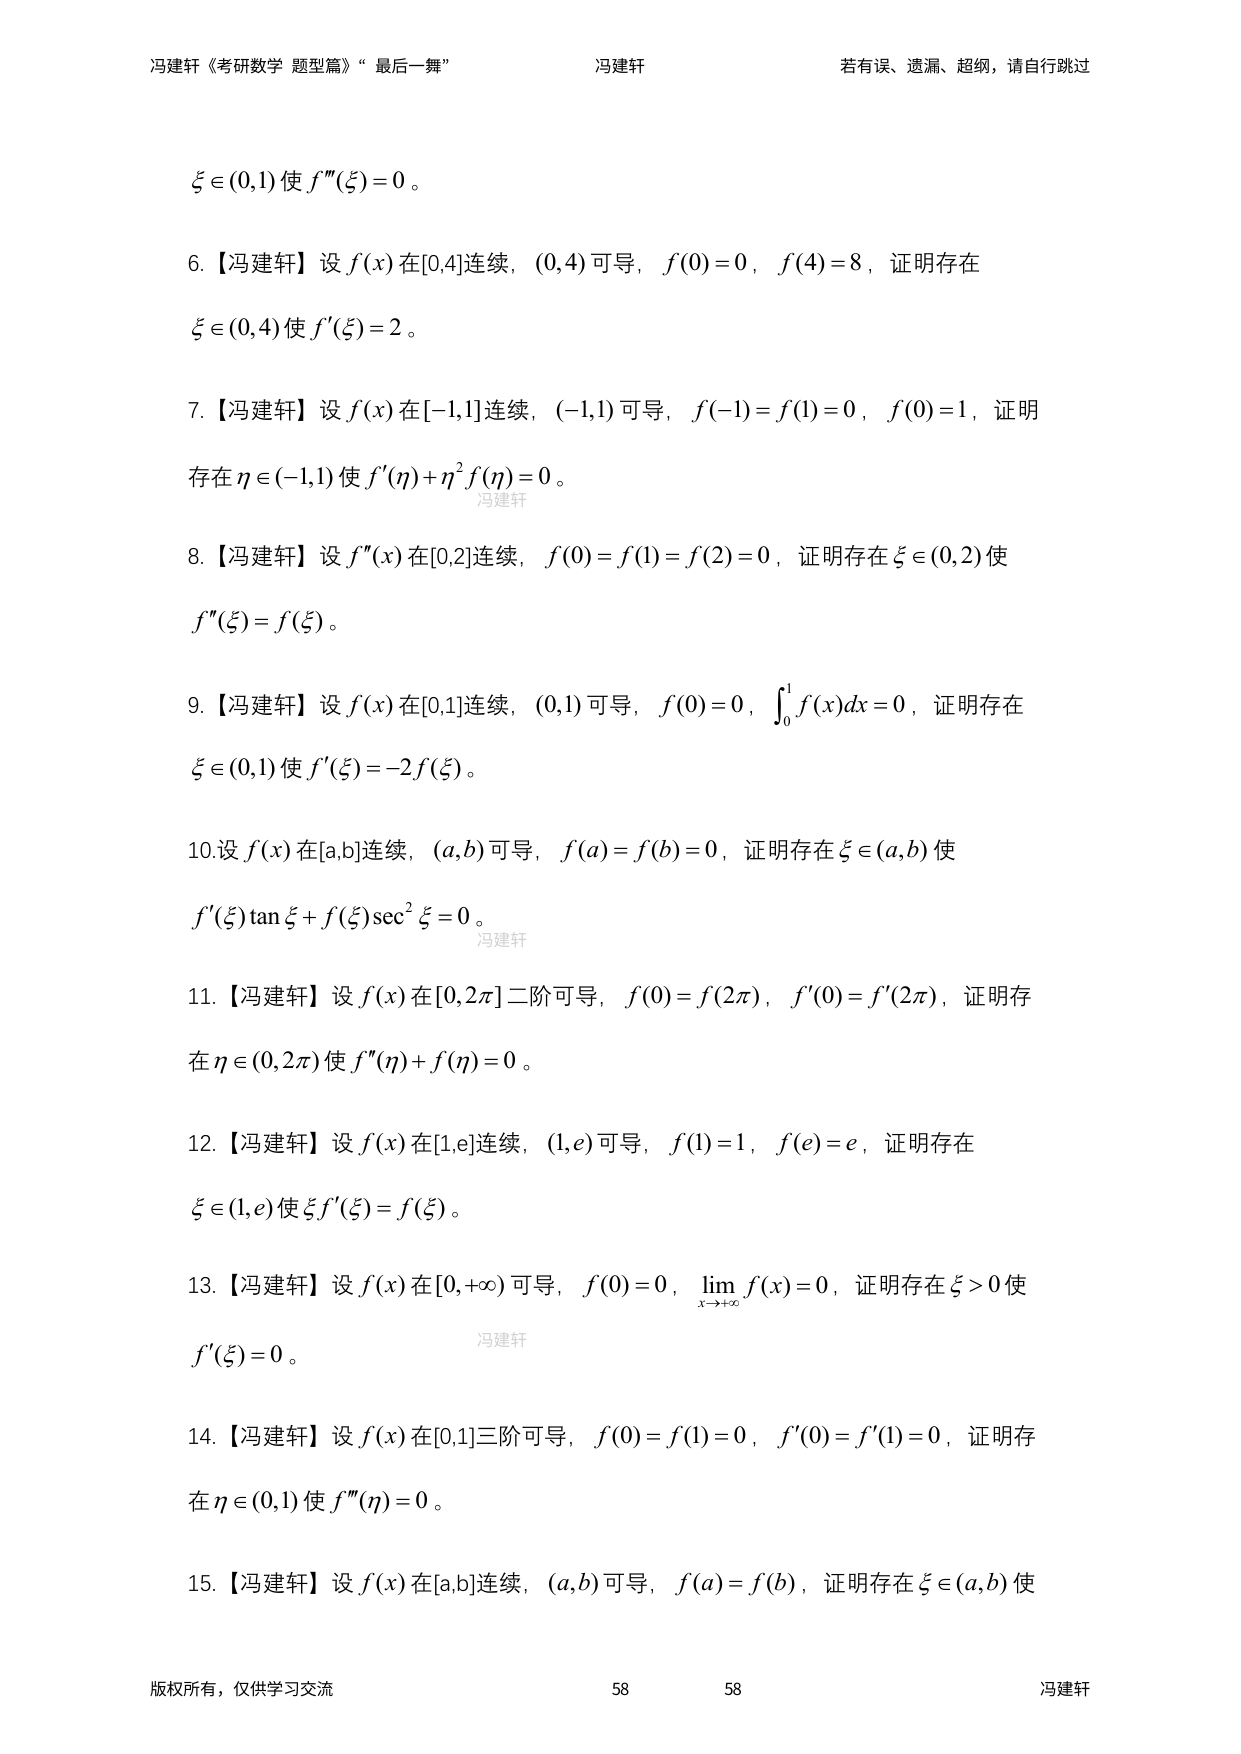 冯建轩《考研数学 题型篇》“ 最后一舞” 冯建轩 若有误、遗漏、超纲，请自行跳过
ξ∈(0,1) 使 f‴(ξ)=0 。
6.【冯建轩】设 f(x) 在[0,4]连续， (0,4) 可导， f(0)=0 ， f(4)=8 ，证明存在
ξ∈(0,4) 使 f′(ξ)=2 。
7.【冯建轩】设 f(x) 在[−1,1] 连续， (−1,1) 可导， f(−1)=f(1)=0 ， f(0)=1 ，证明
存在 η∈(−1,1) 使 f′(η)+η²f(η)=0 。
冯建轩
8.【冯建轩】设 f″(x) 在[0,2]连续， f(0)=f(1)=f(2)=0 ，证明存在 ξ∈(0,2) 使
f″(ξ)=f(ξ) 。
9.【冯建轩】设 f(x) 在[0,1]连续， (0,1) 可导， f(0)=0 ， ∫₀¹ f(x)dx=0 ，证明存在
ξ∈(0,1) 使 f′(ξ)=−2f(ξ) 。
10.设 f(x) 在[a,b]连续， (a,b) 可导， f(a)=f(b)=0 ，证明存在 ξ∈(a,b) 使
f′(ξ)tan ξ+f(ξ)sec² ξ=0 。
冯建轩
11.【冯建轩】设 f(x) 在[0,2π] 二阶可导， f(0)=f(2π) ， f′(0)=f′(2π) ，证明存
在 η∈(0,2π) 使 f″(η)+f(η)=0 。
12.【冯建轩】设 f(x) 在[1,e]连续， (1,e) 可导， f(1)=1 ， f(e)=e ，证明存在
ξ∈(1,e) 使 ξf′(ξ)=f(ξ) 。
13.【冯建轩】设 f(x) 在[0,+∞) 可导， f(0)=0 ， lim x→+∞ f(x)=0 ，证明存在 ξ>0 使
冯建轩
f′(ξ)=0 。
14.【冯建轩】设 f(x) 在[0,1]三阶可导， f(0)=f(1)=0 ， f′(0)=f′(1)=0 ，证明存
在 η∈(0,1) 使 f‴(η)=0 。
15.【冯建轩】设 f(x) 在[a,b]连续， (a,b) 可导， f(a)=f(b) ，证明存在 ξ∈(a,b) 使
版权所有，仅供学习交流 58 58 冯建轩